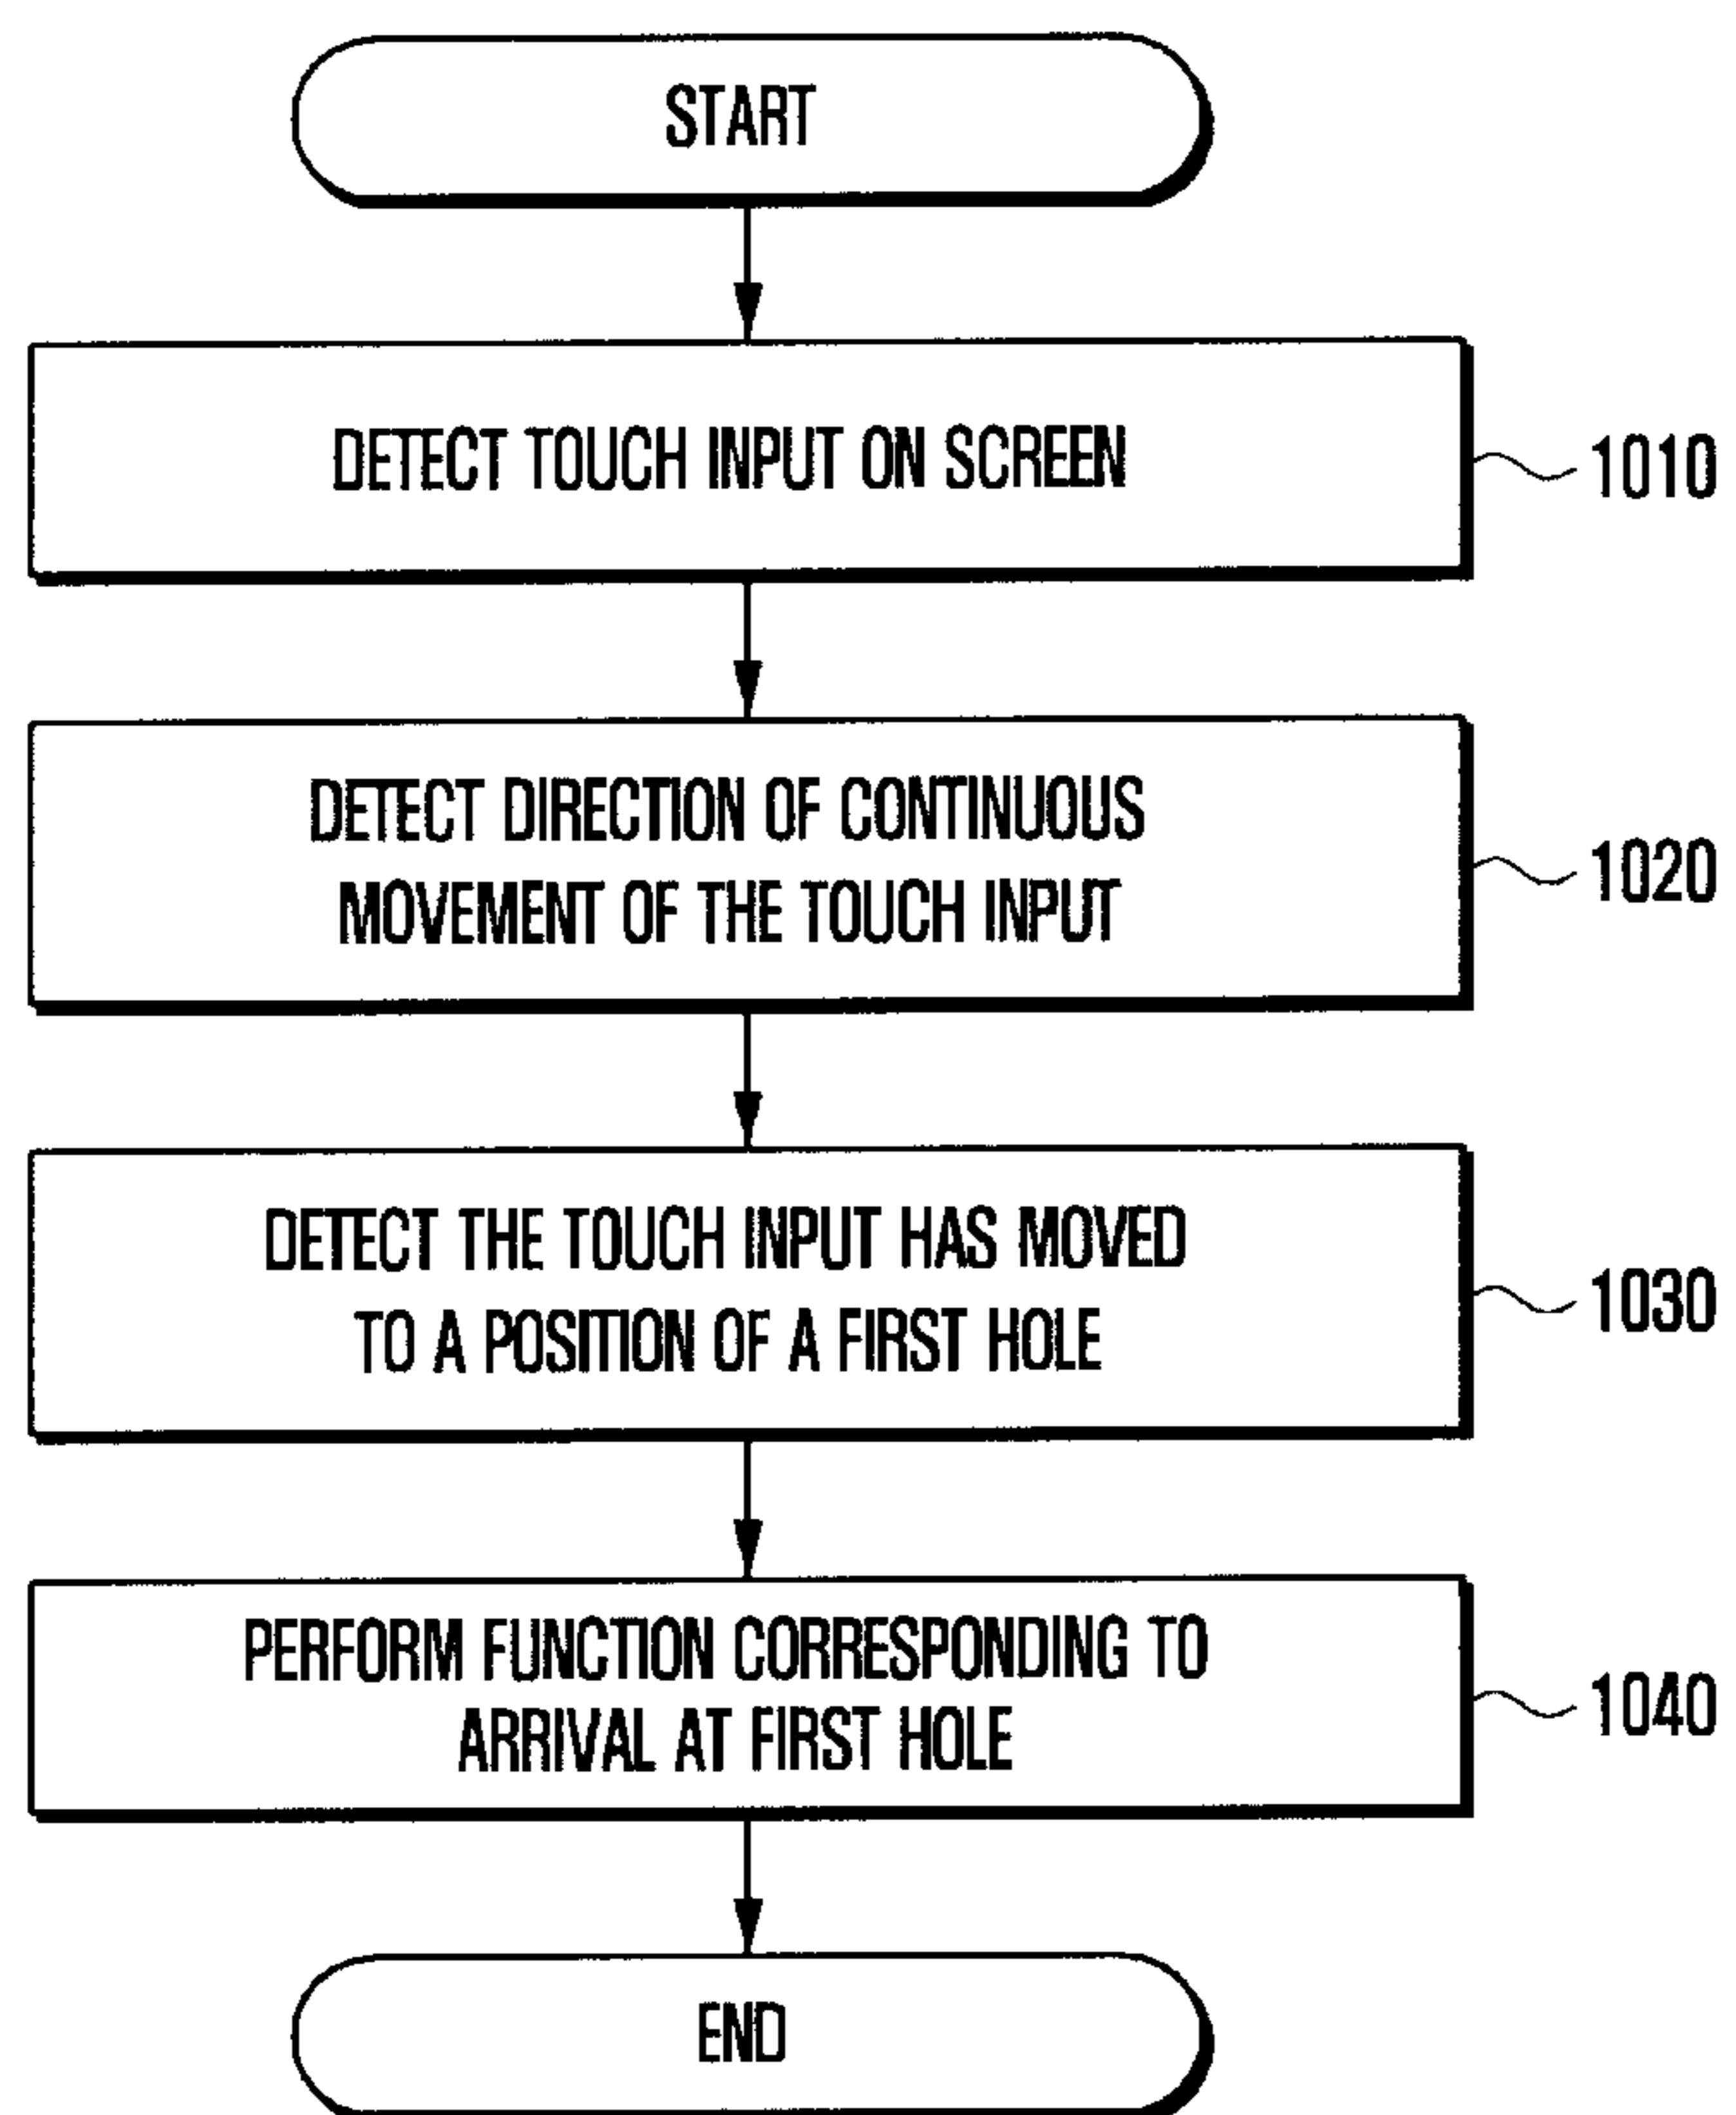 START
DETECT TOUCH INPUT ON SCREEN
1010
DETECT DIRECTION OF CONTINUOUS
MOVEMENT OF THE TOUCH INPUT
1020
DETECT THE TOUCH INPUT HAS MOVED
TO A POSITION OF A FIRST HOLE
1030
PERFORM FUNCTION CORRESPONDING TO
ARRIVAL AT FIRST HOLE
1040
END